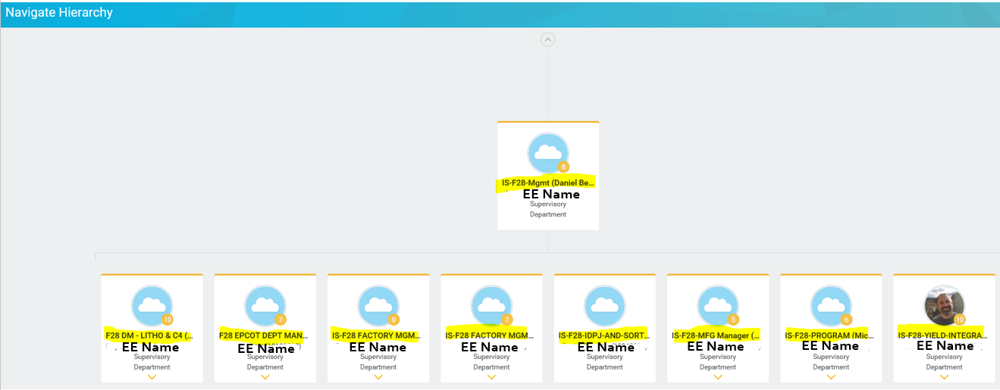 Navigate Hierarchy
8
IS-F28-Mgmt (Daniel Be...
EE Name
Supervisory
Department
10
F28 DM - LITHO & C4 (...
EE Name
Supervisory
Department
7
F28 EPCOT DEPT MAN...
EE Name
Supervisory
Department
0
IS-F28 FACTORY MGM...
EE Name
Supervisory
Department
7
IS-F28 FACTORY MGM...
EE Name
Supervisory
Department
IS-F28-IDPJ-AND-SORT...
EE Name
Supervisory
Department
5
IS-F28-MFG Manager (...
EE Name
Supervisory
Department
6
IS-F28-PROGRAM (Mic...
EE Name
Supervisory
Department
10
IS-F28-YIELD-INTEGRA...
EE Name
Supervisory
Department